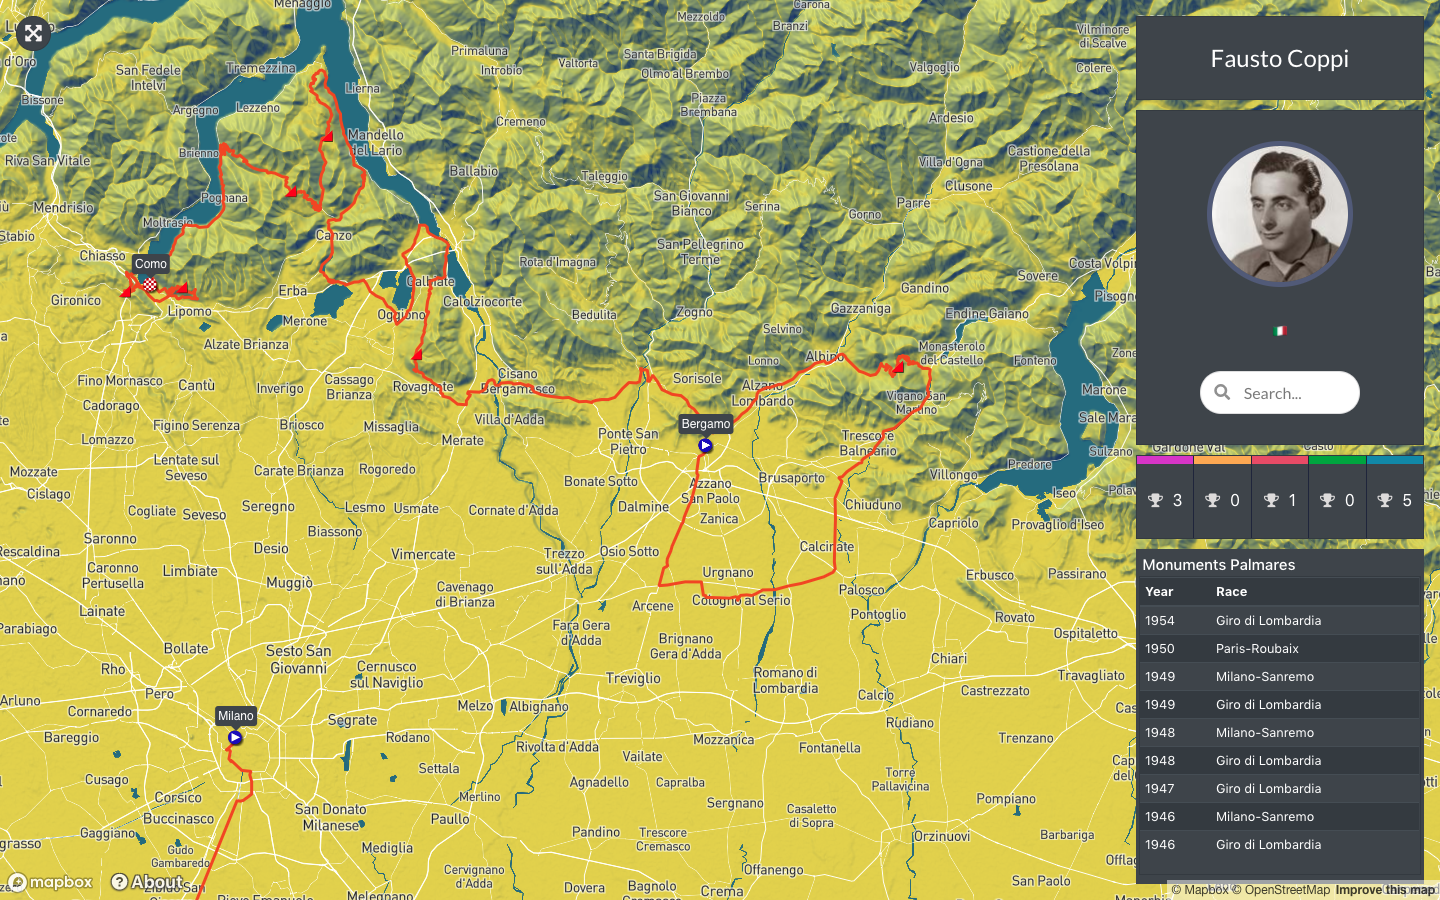 Fausto Coppi
Search...
3
0
1
0
5
Monuments Palmares
Year Race
1954 Giro di Lombardia
1950 Paris-Roubaix
1949 Milano-Sanremo
1949 Giro di Lombardia
1948 Milano-Sanremo
1948 Giro di Lombardia
1947 Giro di Lombardia
1946 Milano-Sanremo
1946 Giro di Lombardia
Menaggio
Carona
Mezzoldo
Branzi
Vilminore
di Scalve
d'Oro
Primaluna
Santa Brigida
Valtorta
San Fedele
Intelvi
Tremezzina
Introbio
Olmo al Brembo
Valgoglio
Colere
Bissone
Lierna
Piazza
Brembana
Argegno
Lezzeno
Cremeno
Ardesio
Mandello
del Lario
Brienno
Riva San Vitale
Castione della
Presolana
Ballabio
Taleggio
Villa d'Ogna
Clusone
Pognana
San Giovanni
Bianco
Parre
Mendrisio
Serina
Gorno
Moltrasio
Stabio
Canzo
San Pellegrino
Terme
Chiasso
Como
Rota d'Imagna
Costa Volpin
Sovere
Galbiate
Erba
Gandino
Pisogne
Gironico
Lipomo
Calolziocorte
Merone
Oggiono
Bedulita
Zogno
Gazzaniga
Endine Gaiano
Selvino
Alzate Brianza
Albino
Lonno
Monasterolo
del Castello
Fonteno
Zone
Fino Mornasco
Cantù
Inverigo
Cassago
Brianza
Rovagnate
Cisano
Bergamasco
Sorisole
Alzano
Lombardo
Vigano San
Martino
Marone
Cadorago
Figino Serenza
Briosco
Missaglia
Villa d'Adda
Bergamo
Sale Mara
Lomazzo
Merate
Ponte San
Pietro
Trescore
Balneario
Sulzano
Gardone Val
Mozzate
Lentate sul
Seveso
Carate Brianza
Rogoredo
Predore
Villongo
Bonate Sotto
Azzano
San Paolo
Brusaporto
Iseo
Cislago
Cogliate
Seveso
Seregno
Lesmo
Usmate
Cornate d'Adda
Dalmine
Chiuduno
Zanica
Capriolo
Provaglio d'Iseo
Saronno
Biassono
Rescaldina
Desio
Vimercate
Trezzo
sull'Adda
Osio Sotto
Calcinate
Caronno
Pertusella
Limbiate
Muggiò
Cavenago
di Brianza
Urgnano
Erbusco
Passirano
Lainate
Arcene
Cologno al Serio
Palosco
Pontoglio
Rovato
Parabiago
Fara Gera
d'Adda
Ospitaletto
Bollate
Sesto San
Giovanni
Brignano
Gera d'Adda
Chiari
Rho
Cernusco
sul Naviglio
Treviglio
Romano di
Lombardia
Travagliato
Arluno
Pero
Calcio
Castrezzato
Cornaredo
Milano
Segrate
Melzo
Albignano
Rudiano
Bareggio
Rodano
Rivolta d'Adda
Mozzanica
Fontanella
Trenzano
Cusago
Settala
Vailate
Agnadello
Capralba
Torre
Pallavicina
Corsico
Merlino
San Donato
Milanese
Sergnano
Casaletto
di Sopra
Pompiano
Buccinasco
Paullo
Gaggiano
Pandino
Trescore
Cremasco
Orzinuovi
Barbariga
Gudo
Gambaredo
Mediglia
Cervignano
d'Adda
Offanengo
San Paolo
Zibido San
Dovera
Bagnolo
Cremasco
Crema
Pieve Emanuele
Melegnano
mapbox
About
© Mapbox © OpenStreetMap Improve this map